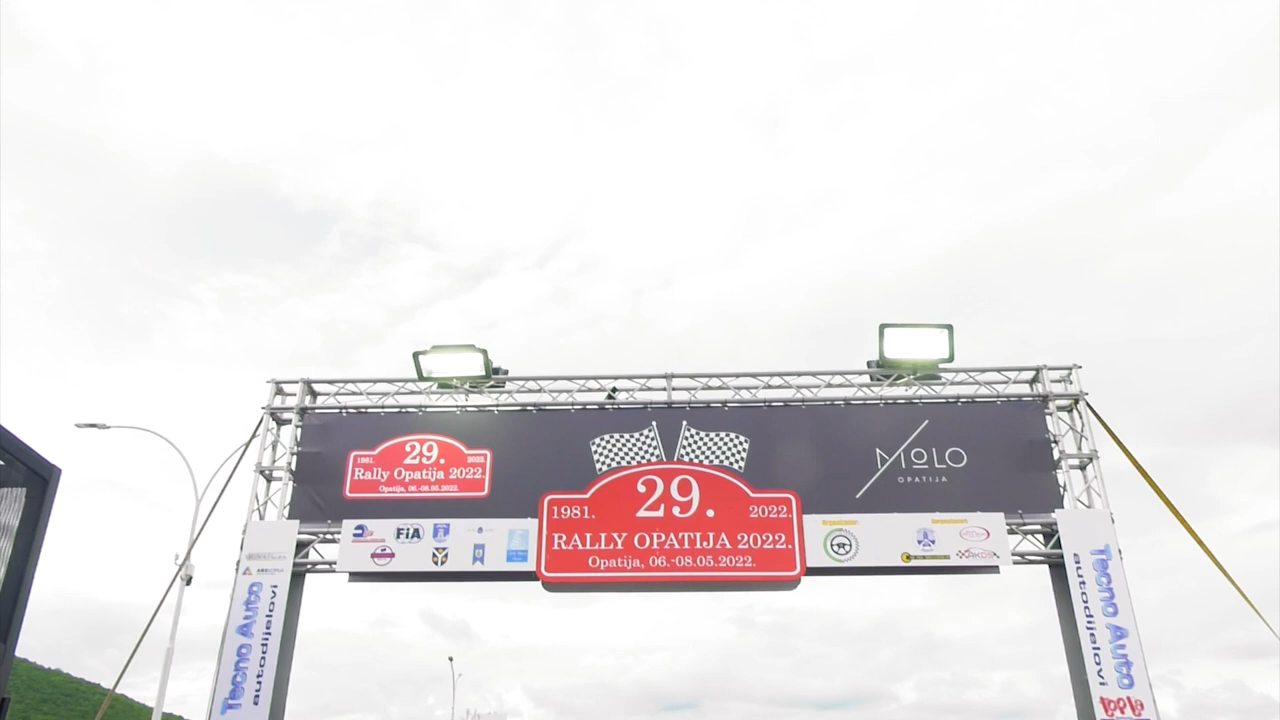 1981. 29. 2022.
Rally Opatija 2022.
Opatija, 06.-08.05.2022.
MOLO
OPATIJA
1981. 29. 2022.
RALLY OPATIJA 2022.
Opatija, 06.-08.05.2022.
FIA
AKDS
Tecno Auto
autodijelovi
Tecno Auto
autodijelovi